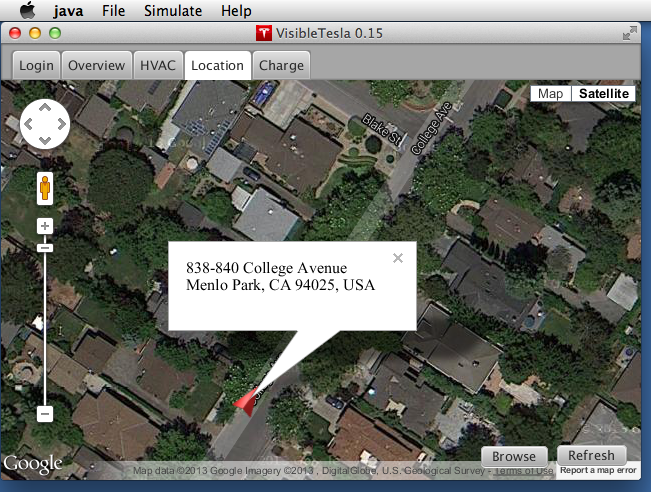 java File Simulate Help
VisibleTesla 0.15
Login Overview HVAC Location Charge
Map Satellite
Blake St
College Ave
838-840 College Avenue
Menlo Park, CA 94025, USA
Browse Refresh
Google
Map data ©2013 Google Imagery ©2013 , DigitalGlobe, U.S. Geological Survey - Terms of Use
Report a map error